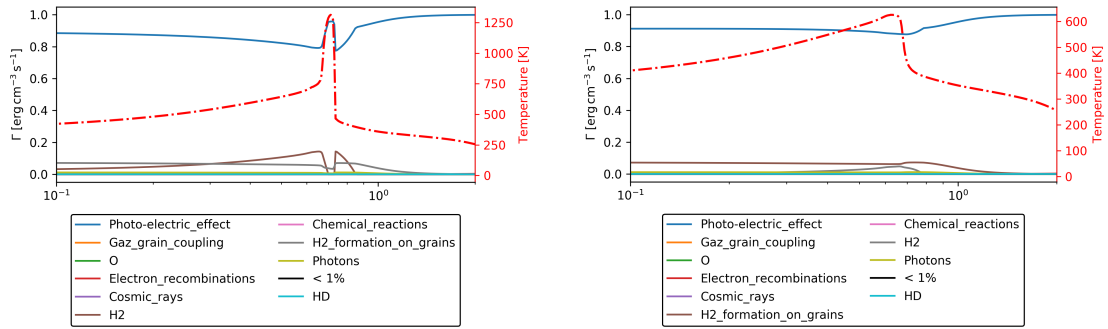 1.0
0.8
0.6
0.4
0.2
0.0
Γ [erg cm⁻³ s⁻¹]
10⁻¹
10⁰
1250
1000
750
500
250
0
Temperature [K]
Photo-electric_effect
Gaz_grain_coupling
O
Electron_recombinations
Cosmic_rays
H2
Chemical_reactions
H2_formation_on_grains
Photons
< 1%
HD
1.0
0.8
0.6
0.4
0.2
0.0
Γ [erg cm⁻³ s⁻¹]
10⁻¹
10⁰
600
500
400
300
200
100
0
Temperature [K]
Photo-electric_effect
Gaz_grain_coupling
O
Electron_recombinations
Cosmic_rays
H2_formation_on_grains
Chemical_reactions
H2
Photons
< 1%
HD